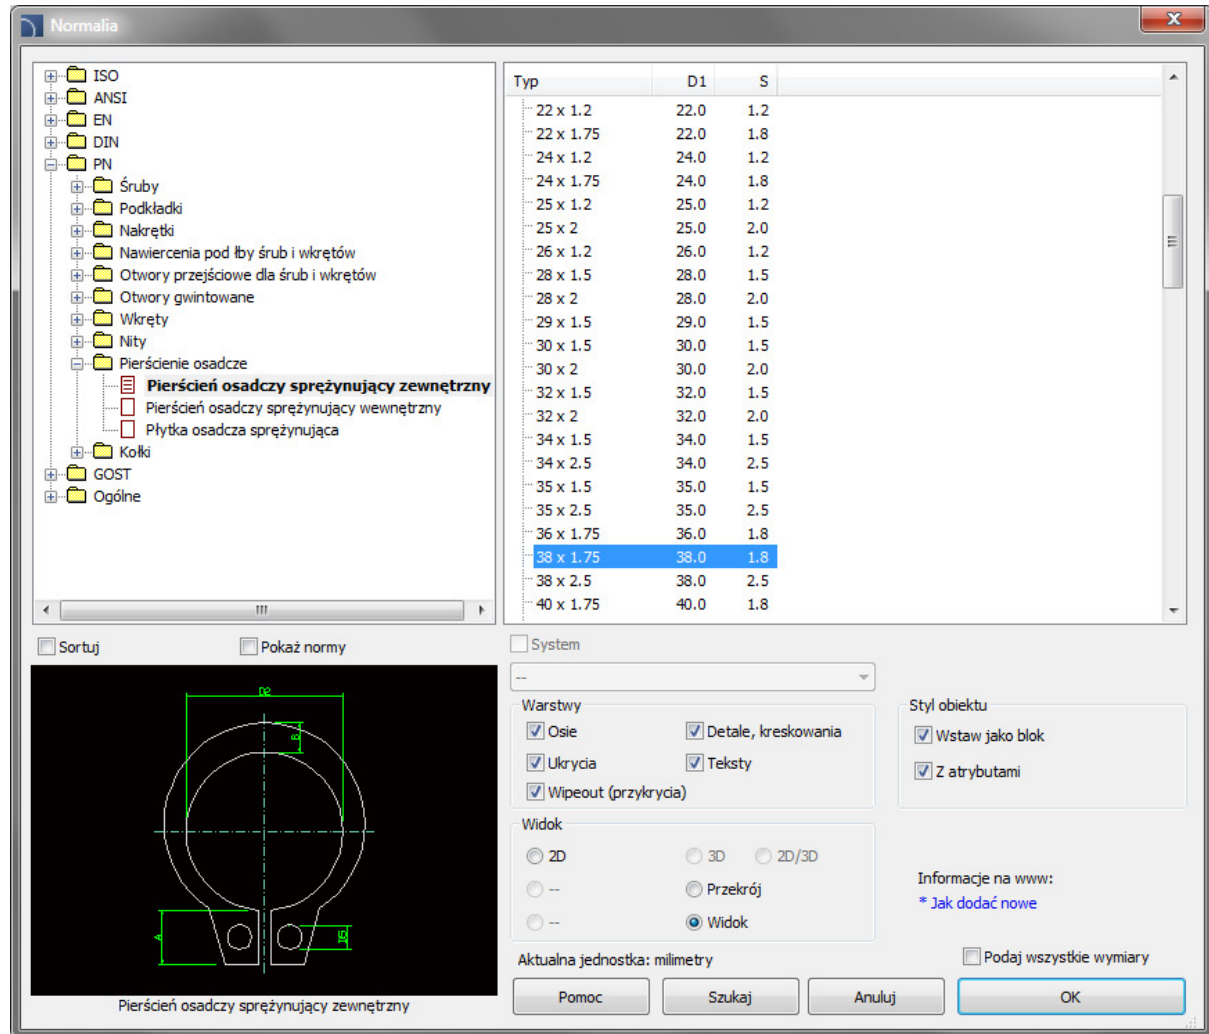 Normalia
ISO
ANSI
EN
DIN
PN
Śruby
Podkładki
Nakrętki
Nawiercenia pod łby śrub i wkrętów
Otwory przejściowe dla śrub i wkrętów
Otwory gwintowane
Wkręty
Nity
Pierścienie osadcze
Pierścień osadczy sprężynujący zewnętrzny
Pierścień osadczy sprężynujący wewnętrzny
Płytka osadcza sprężynująca
Kołki
GOST
Ogólne
Typ D1 S
22 x 1.2 22.0 1.2
22 x 1.75 22.0 1.8
24 x 1.2 24.0 1.2
24 x 1.75 24.0 1.8
25 x 1.2 25.0 1.2
25 x 2 25.0 2.0
26 x 1.2 26.0 1.2
28 x 1.5 28.0 1.5
28 x 2 28.0 2.0
29 x 1.5 29.0 1.5
30 x 1.5 30.0 1.5
30 x 2 30.0 2.0
32 x 1.5 32.0 1.5
32 x 2 32.0 2.0
34 x 1.5 34.0 1.5
34 x 2.5 34.0 2.5
35 x 1.5 35.0 1.5
35 x 2.5 35.0 2.5
36 x 1.75 36.0 1.8
38 x 1.75 38.0 1.8
38 x 2.5 38.0 2.5
40 x 1.75 40.0 1.8
Sortuj Pokaż normy
D2
B
A
Pierścień osadczy sprężynujący zewnętrzny
System
--
Warstwy
Osie Detale, kreskowania
Ukrycia Teksty
Wipeout (przykrycia)
Styl obiektu
Wstaw jako blok
Z atrybutami
Widok
2D 3D 2D/3D
-- Przekrój
-- Widok
Informacje na www:
* Jak dodać nowe
Aktualna jednostka: milimetry
Podaj wszystkie wymiary
Pomoc Szukaj Anuluj OK